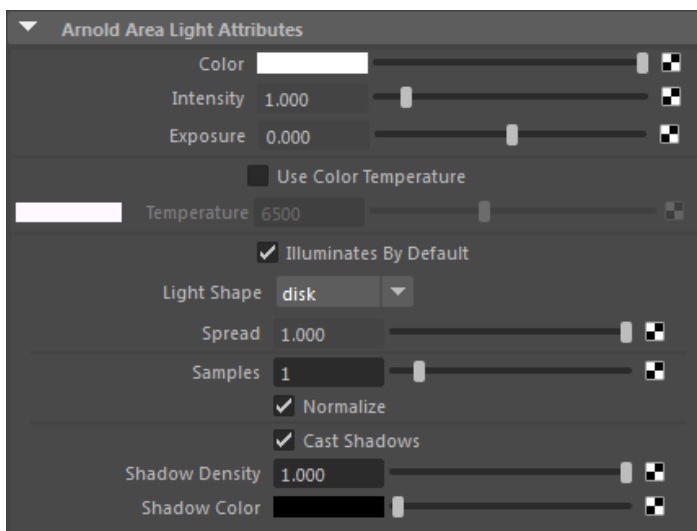 Arnold Area Light Attributes
Color
Intensity 1.000
Exposure 0.000
Use Color Temperature
Temperature 6500
Illuminates By Default
Light Shape disk
Spread 1.000
Samples 1
Normalize
Cast Shadows
Shadow Density 1.000
Shadow Color